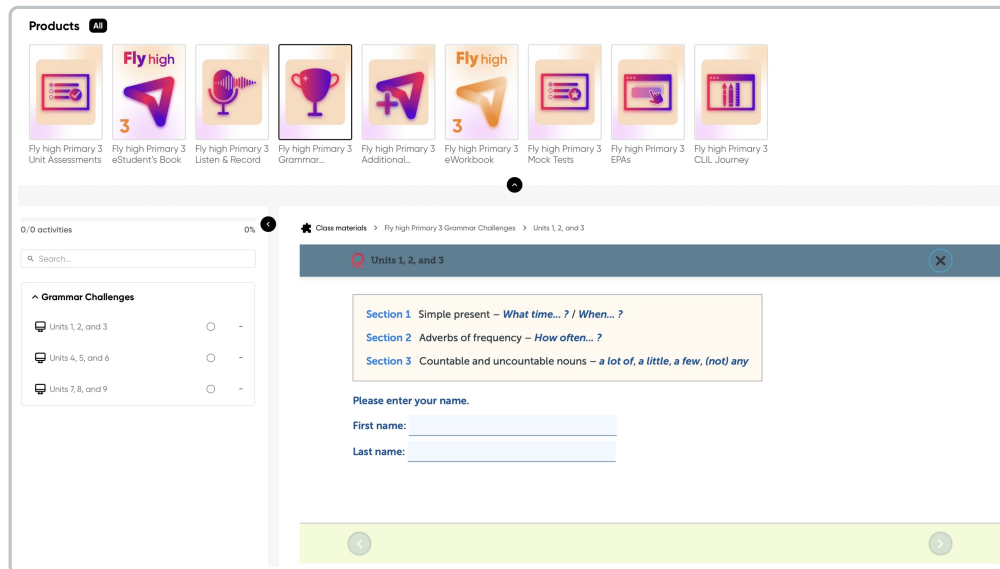 Products All
Fly high
3
Fly high
3
Fly high Primary 3
Unit Assessments
Fly high Primary 3
eStudent's Book
Fly high Primary 3
Listen & Record
Fly high Primary 3
Grammar...
Fly high Primary 3
Additional...
Fly high Primary 3
eWorkbook
Fly high Primary 3
Mock Tests
Fly high Primary 3
EPAs
Fly high Primary 3
CLIL Journey
0/0 activities 0%
Search...
Grammar Challenges
Units 1, 2, and 3 -
Units 4, 5, and 6 -
Units 7, 8, and 9 -
Class materials > Fly high Primary 3 Grammar Challenges > Units 1, 2, and 3
Units 1, 2, and 3
Section 1 Simple present – What time... ? / When... ?
Section 2 Adverbs of frequency – How often... ?
Section 3 Countable and uncountable nouns – a lot of, a little, a few, (not) any
Please enter your name.
First name:
Last name: